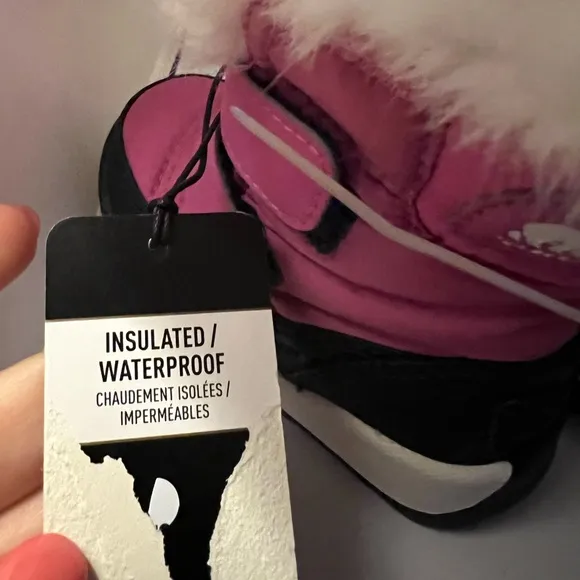 INSULATED /
WATERPROOF
CHAUDEMENT ISOLÉES /
IMPERMÉABLES